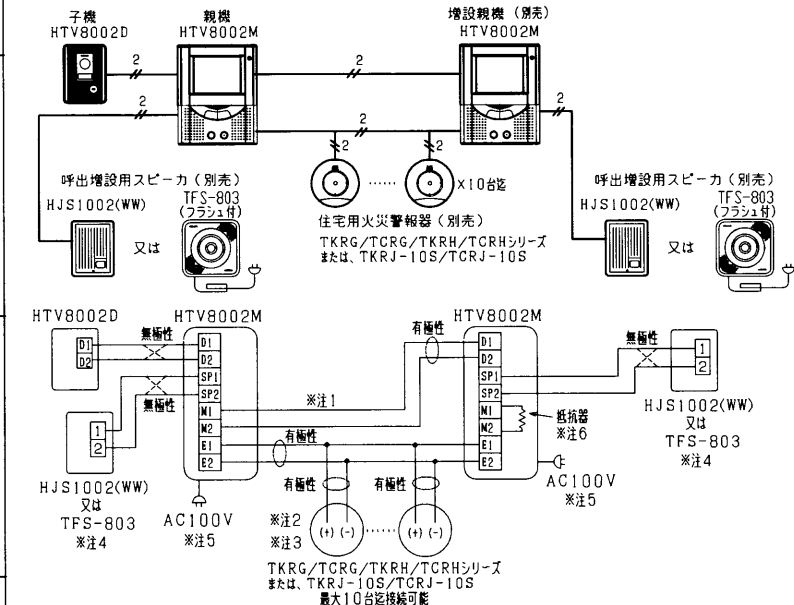 子機
HTV8002D
親機
HTV8002M
増設親機(別売)
HTV8002M
2
2
2
2
2
2
2
×10台迄
呼出増設用スピーカ(別売)
HJS1002(WW)
又は
TFS-803
(フラシュ付)
住宅用火災警報器(別売)
TKRG/TCRG/TKRH/TCRHシリーズ
または、TKRJ-10S/TCRJ-10S
呼出増設用スピーカ(別売)
HJS1002(WW)
又は
TFS-803
(フラシュ付)
HTV8002D
D1
D2
無極性
無極性
1
2
HJS1002(WW)
又は
TFS-803
※注4
HTV8002M
D1
D2
SP1
SP2
M1
M2
E1
E2
AC100V
※注5
※注1
有極性
有極性
有極性
有極性
※注2
※注3
(+) (-)
(+) (-)
TKRG/TCRG/TKRH/TCRHシリーズ
または、TKRJ-10S/TCRJ-10S
最大10台迄接続可能
HTV8002M
D1
D2
SP1
SP2
M1
M2
E1
E2
抵抗器
※注6
AC100V
※注5
無極性
1
2
HJS1002(WW)
又は
TFS-803
※注4